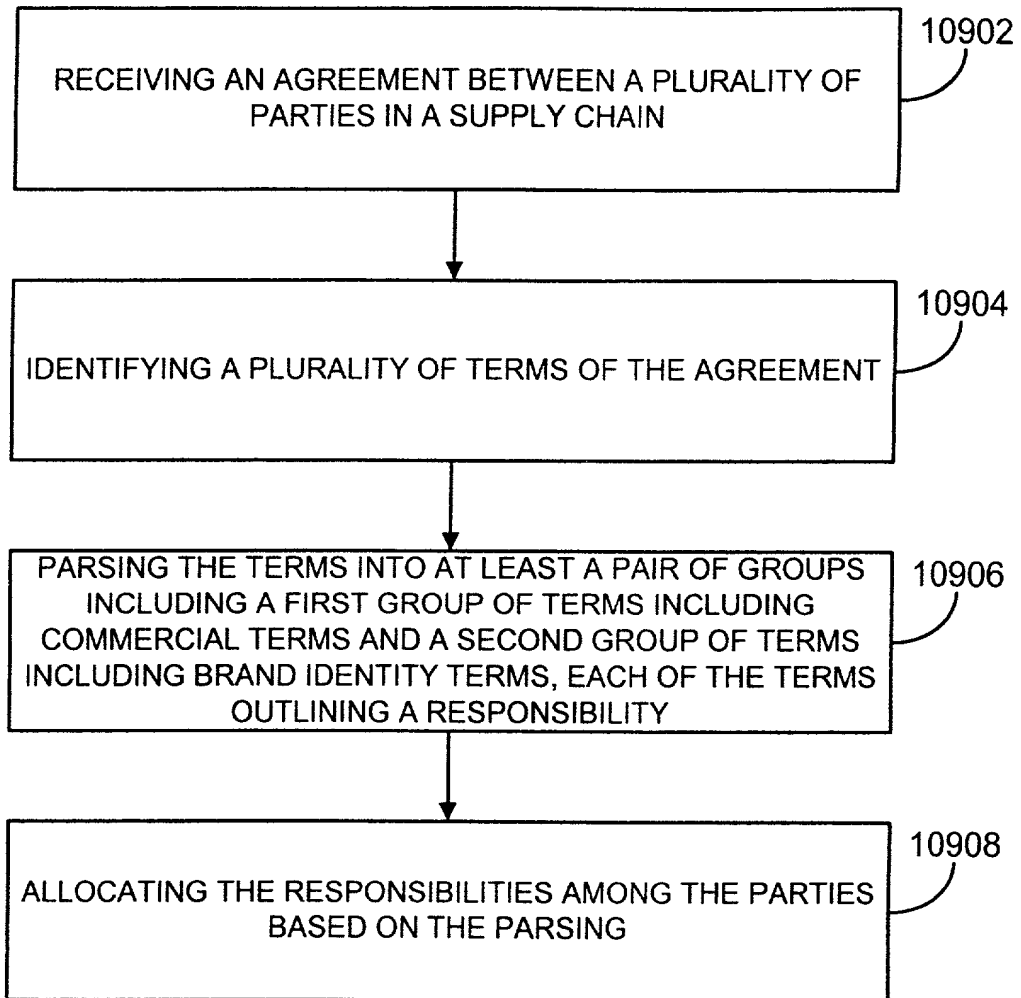 10902
RECEIVING AN AGREEMENT BETWEEN A PLURALITY OF
PARTIES IN A SUPPLY CHAIN
10904
IDENTIFYING A PLURALITY OF TERMS OF THE AGREEMENT
10906
PARSING THE TERMS INTO AT LEAST A PAIR OF GROUPS
INCLUDING A FIRST GROUP OF TERMS INCLUDING
COMMERCIAL TERMS AND A SECOND GROUP OF TERMS
INCLUDING BRAND IDENTITY TERMS, EACH OF THE TERMS
OUTLINING A RESPONSIBILITY
10908
ALLOCATING THE RESPONSIBILITIES AMONG THE PARTIES
BASED ON THE PARSING